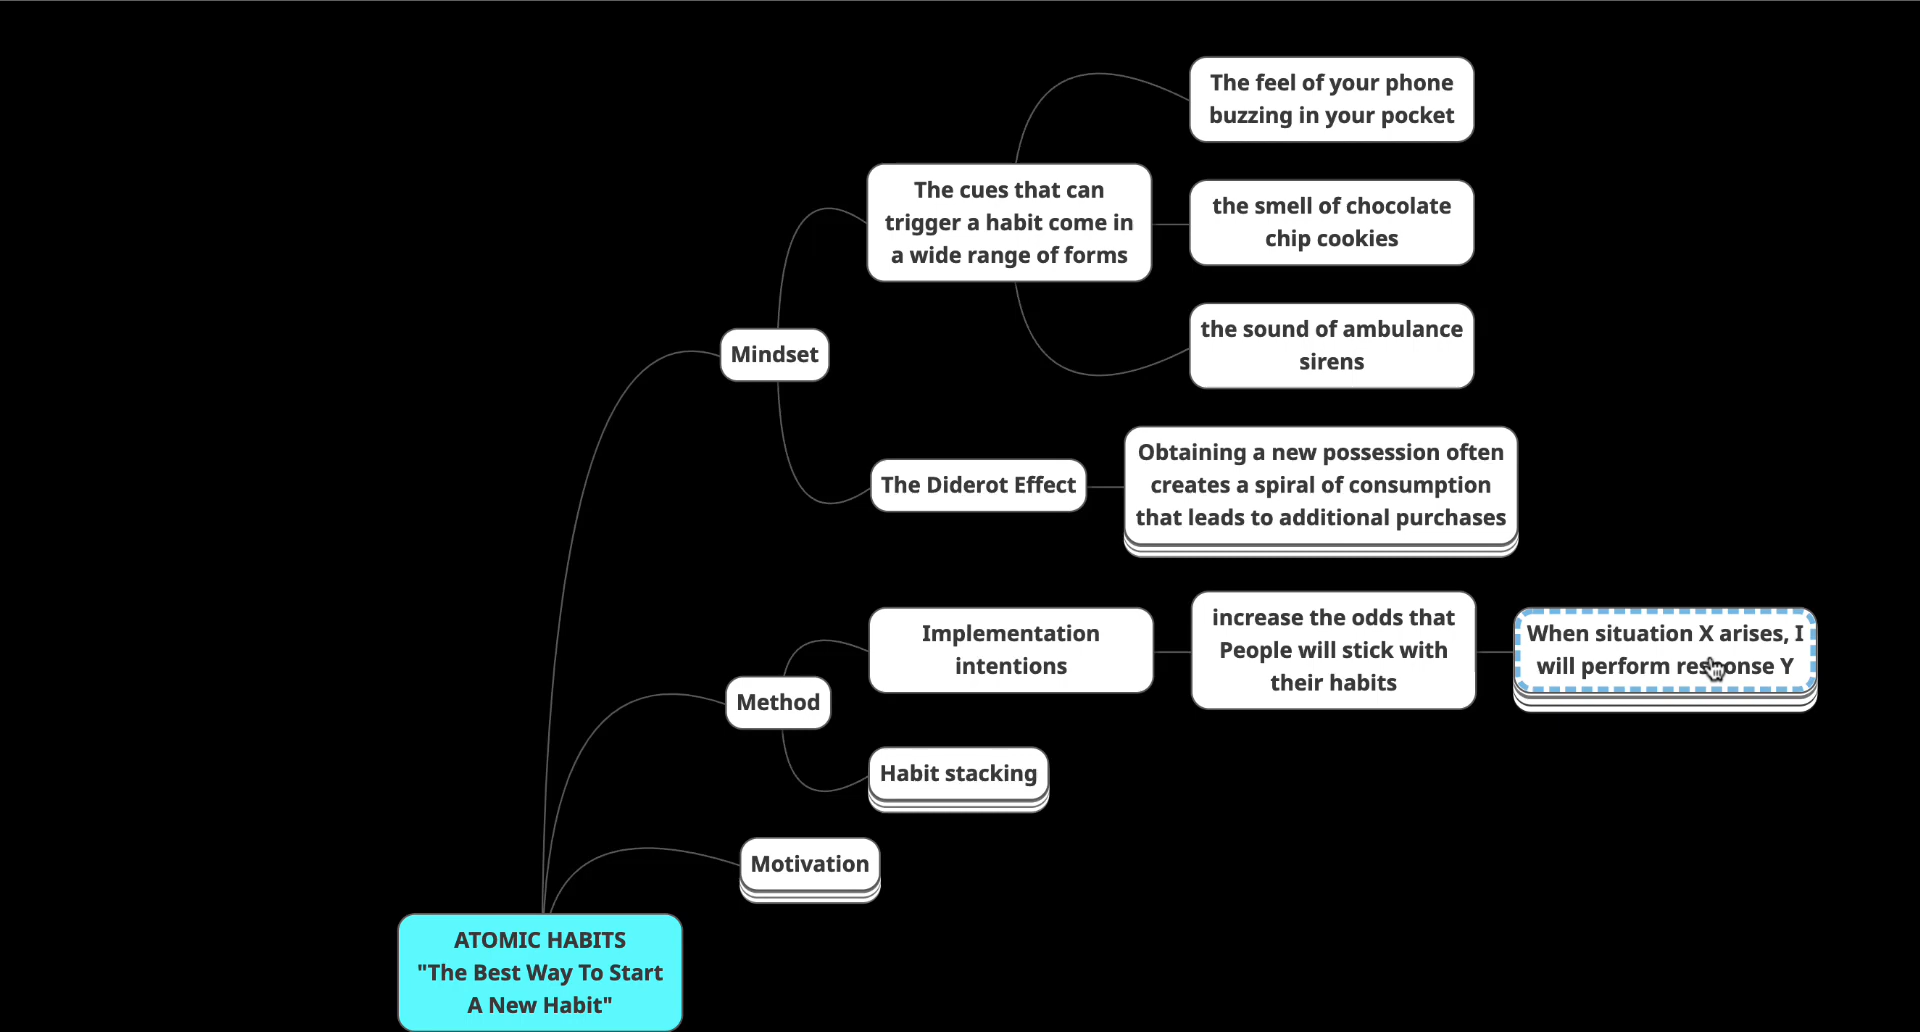 The feel of your phone
buzzing in your pocket
The cues that can
trigger a habit come in
a wide range of forms
the smell of chocolate
chip cookies
the sound of ambulance
sirens
Mindset
The Diderot Effect
Obtaining a new possession often
creates a spiral of consumption
that leads to additional purchases
Implementation
intentions
increase the odds that
People will stick with
their habits
When situation X arises, I
will perform response Y
Method
Habit stacking
Motivation
ATOMIC HABITS
"The Best Way To Start
A New Habit"